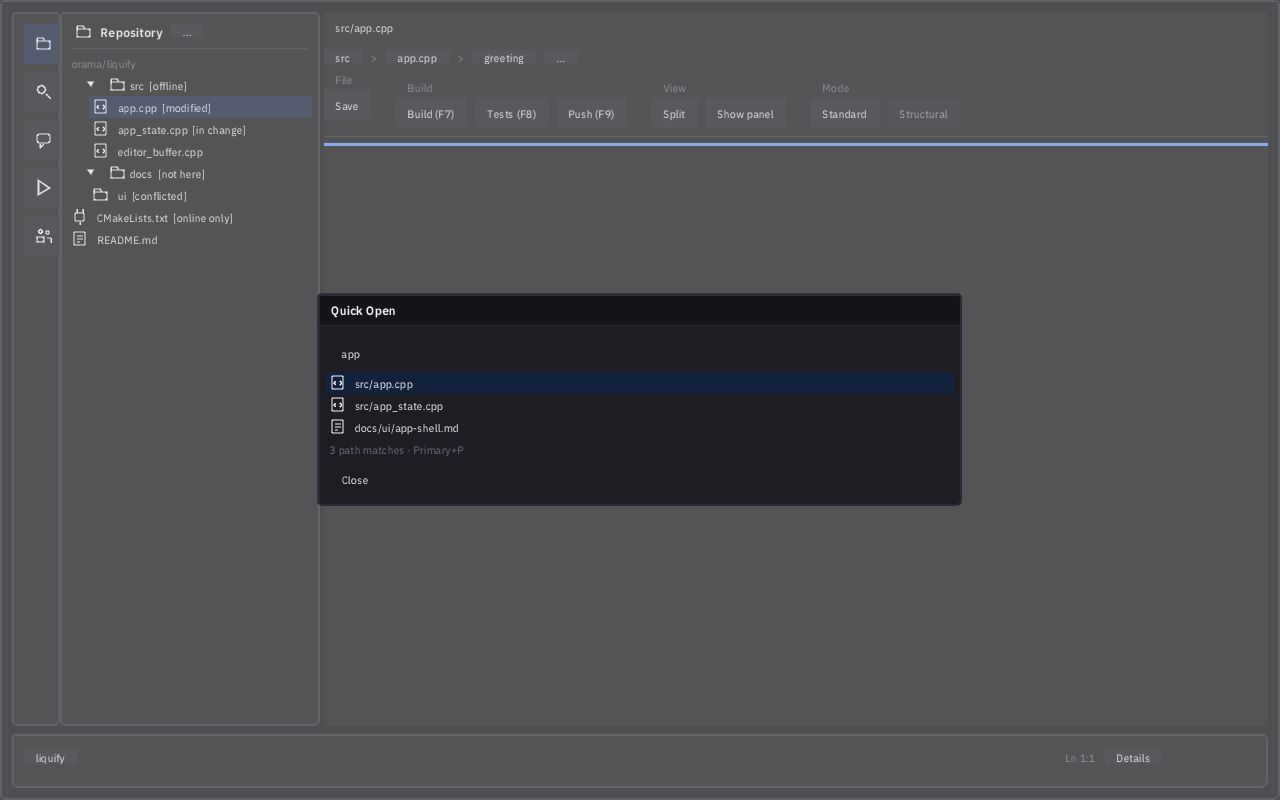 Repository ...
orama/liquify
src [offline]
app.cpp [modified]
app_state.cpp [in change]
editor_buffer.cpp
docs [not here]
ui [conflicted]
CMakeLists.txt [online only]
README.md
src/app.cpp
src > app.cpp > greeting ...
File Build View Mode
Save Build (F7) Tests (F8) Push (F9) Split Show panel Standard Structural
Quick Open
app
src/app.cpp
src/app_state.cpp
docs/ui/app-shell.md
3 path matches · Primary+P
Close
liquify Ln 1:1 Details